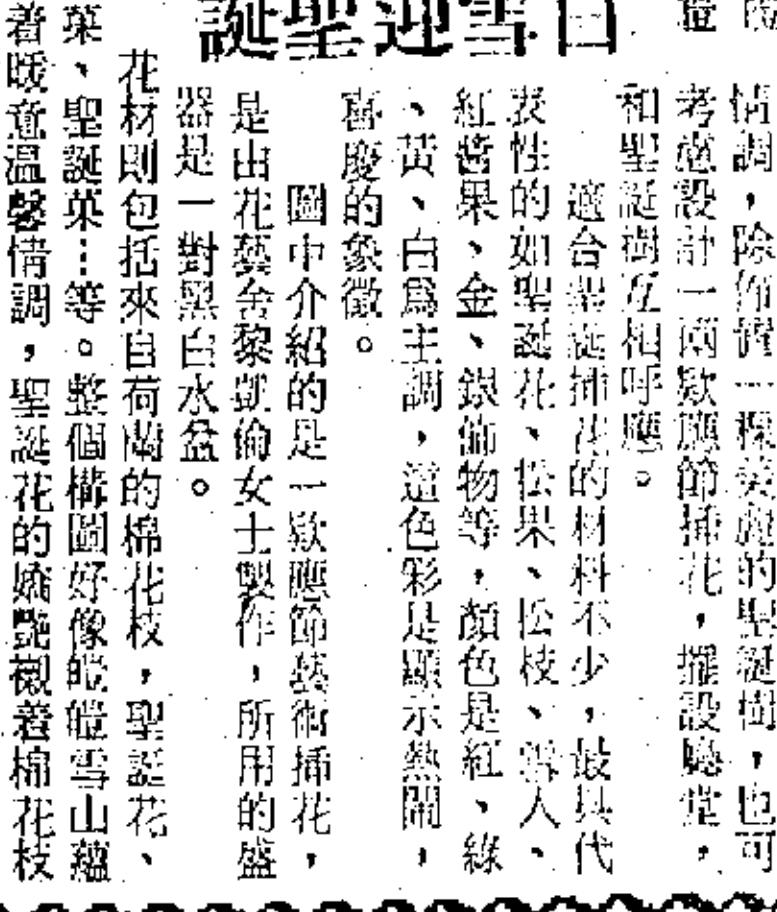 誕聖迎雪白
情調，除佈置一棵美麗的聖誕樹，也可
考慮設計一兩款應節插花，擺設廳堂，
和聖誕樹互相呼應。
適合聖誕插花的材料不少，最具代
表性的如聖誕花、松果、松枝、雪人、
紅醬果、金、銀飾物等，顏色是紅、綠
、黃、白爲主調，這色彩是顯示熱鬧，
喜慶的象徵。
圖中介紹的是一款應節藝術插花，
是由花藝舍黎凱倫女士製作，所用的盛
器是一對黑白水盆。
花材則包括來自荷蘭的棉花枝，聖誕花、
菓、聖誕菓…等。整個構圖好像皚皚雪山蘊
着暖意溫馨情調，聖誕花的嬌艷襯着棉花枝